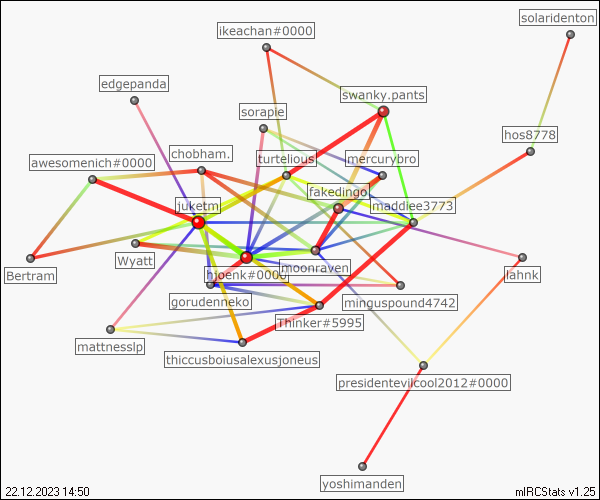 solaridenton
ikeachan#0000
edgepanda
swanky.pants
sorapie
hos8778
chobham.
awesomenich#0000
turtelious
mercurybro
fakedingo
juketm
maddiee3773
Wyatt
hjoenk#0000
moonraven
Bertram
lahnk
gorudenneko
minguspound4742
Thinker#5995
mattnesslp
thiccusboiusalexusjoneus
presidentevilcool2012#0000
yoshimanden
22.12.2023 14:50
mIRCStats v1.25